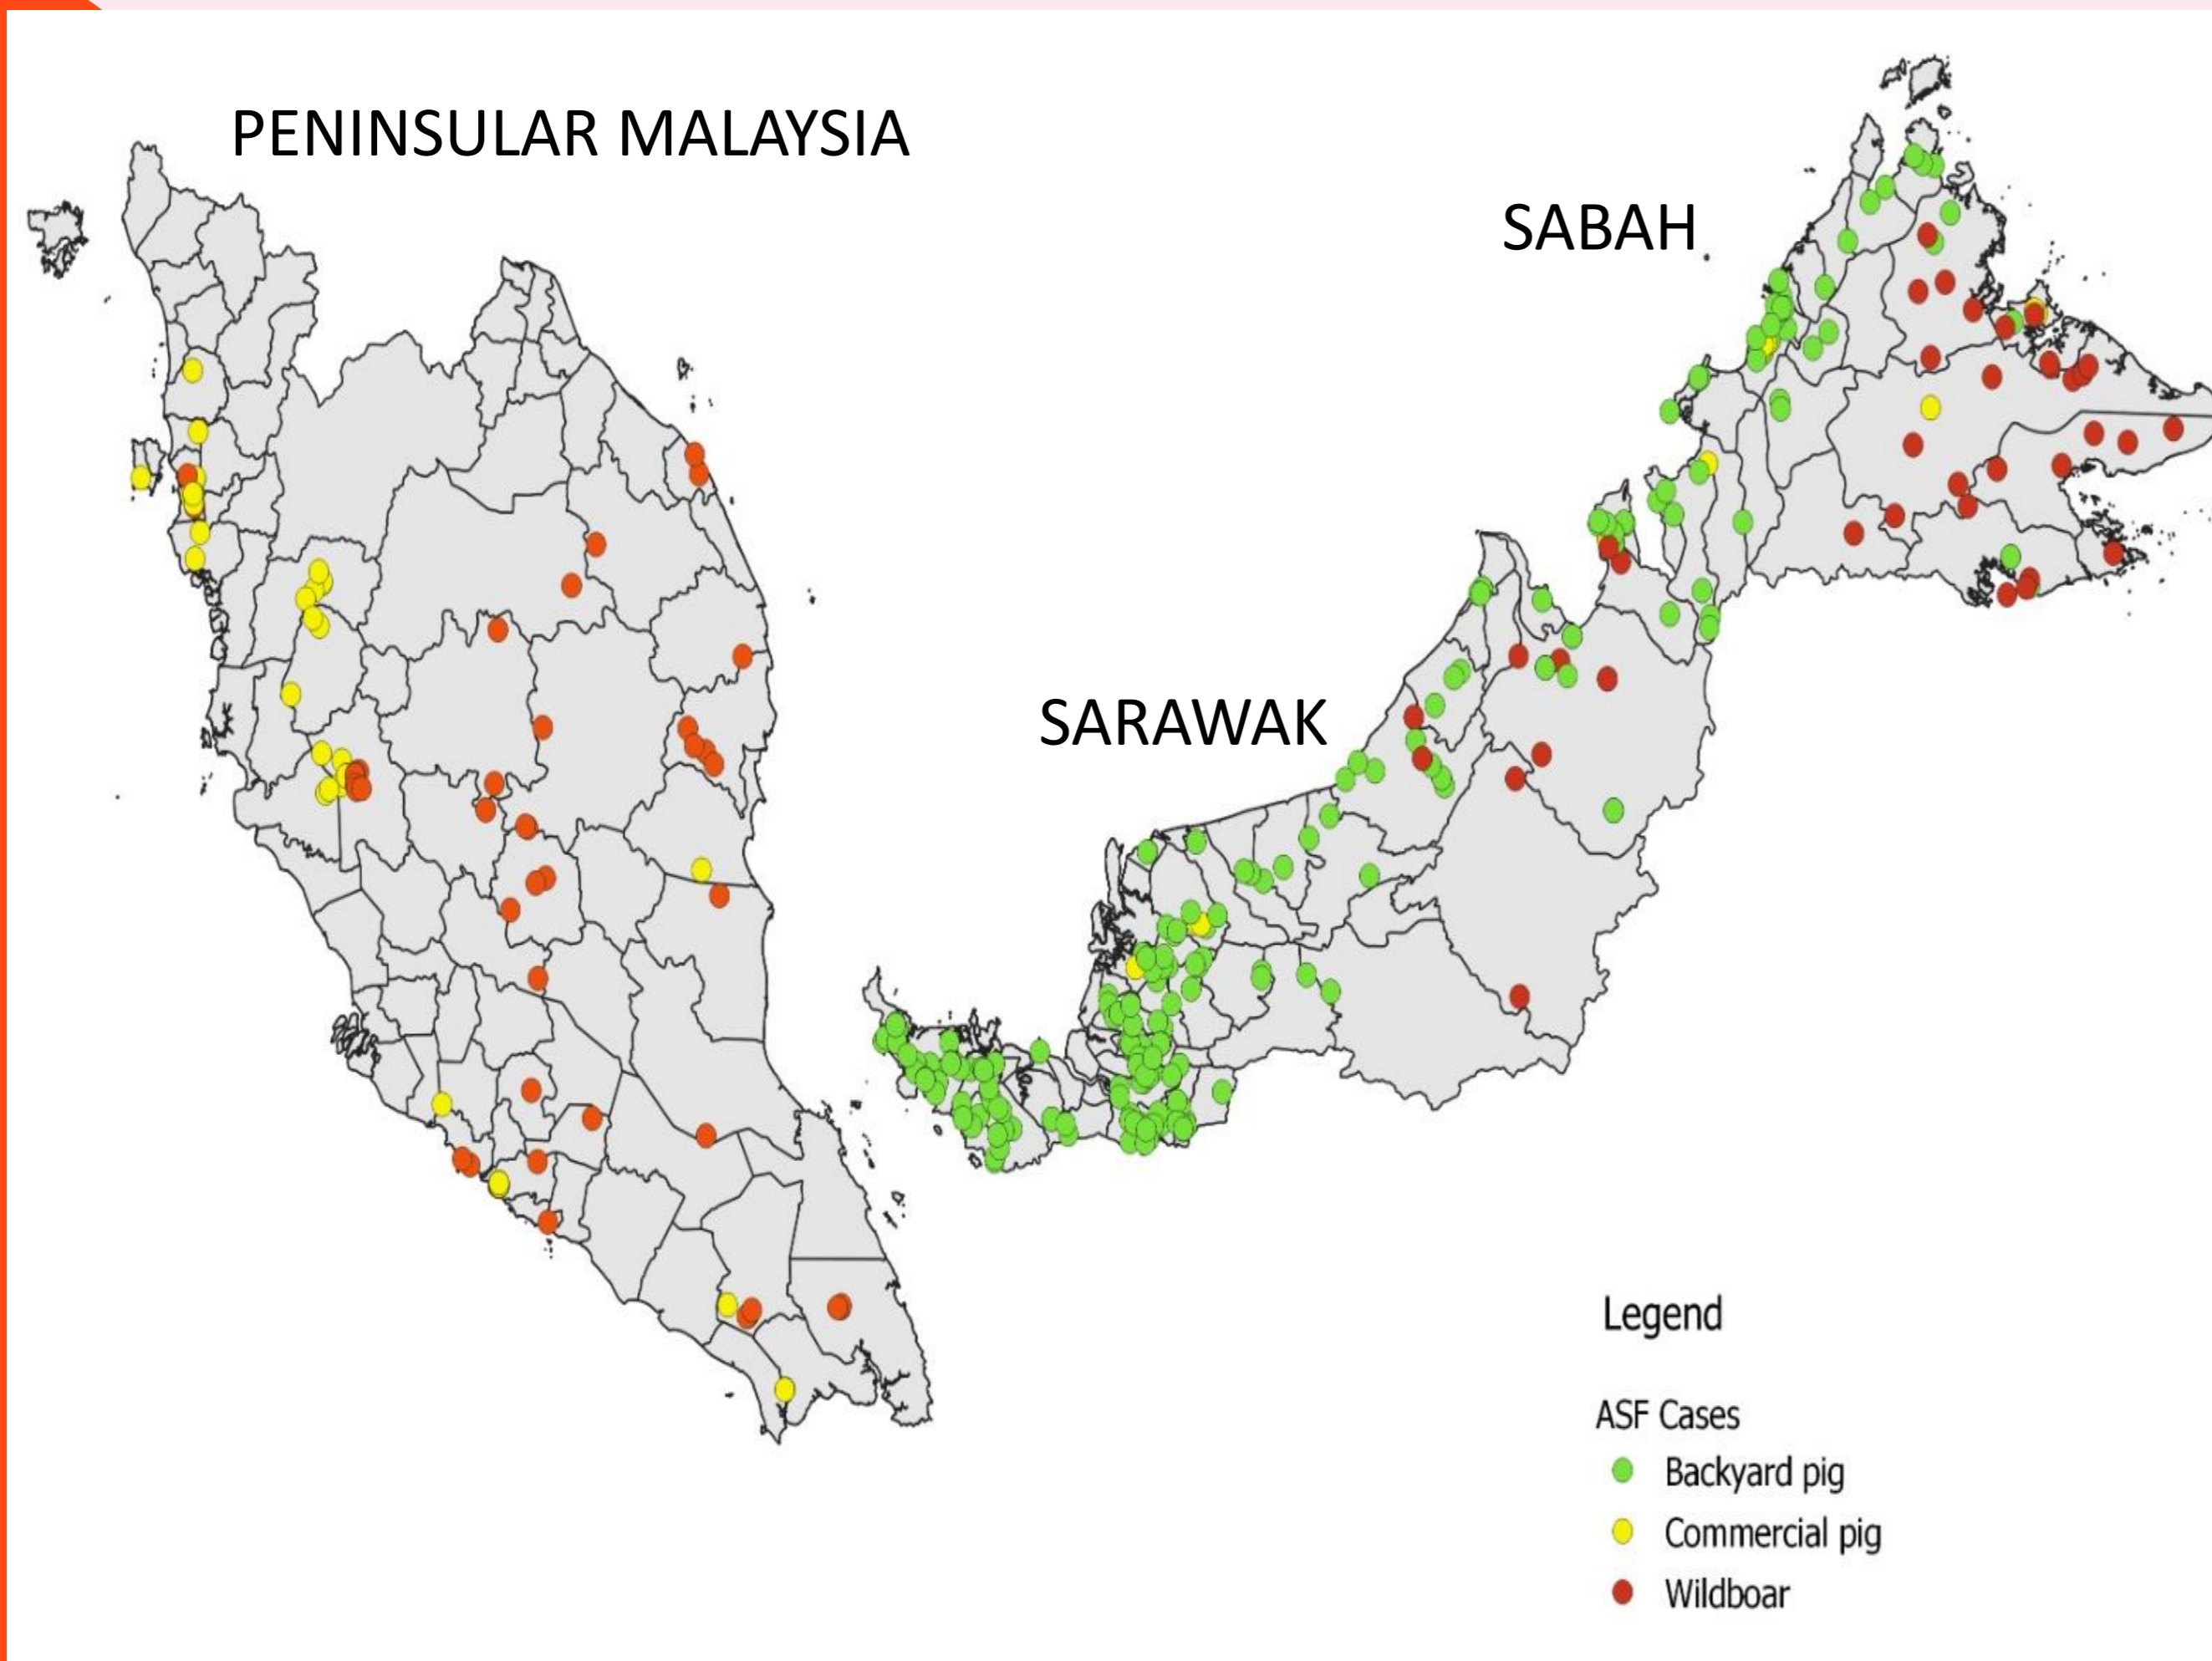 PENINSULAR MALAYSIA
SABAH
SARAWAK
Legend
ASF Cases
Backyard pig
Commercial pig
Wildboar